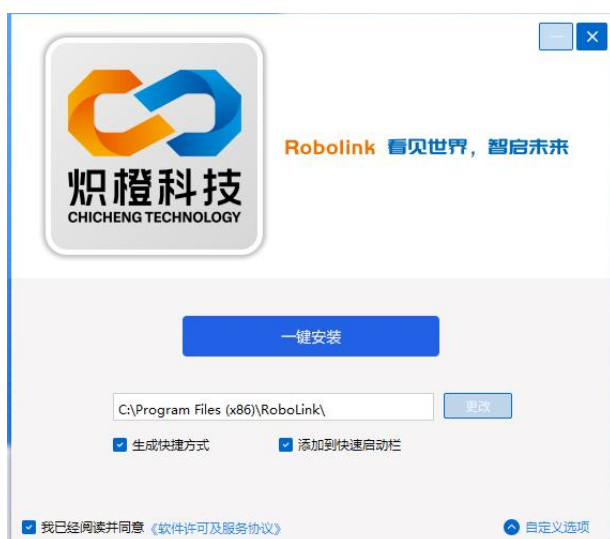 Robolink 看见世界，智启未来
炽橙科技
CHICHENG TECHNOLOGY
一键安装
C:\Program Files (x86)\RoboLink\
更改
生成快捷方式
添加到快速启动栏
我已经阅读并同意《软件许可及服务协议》
自定义选项